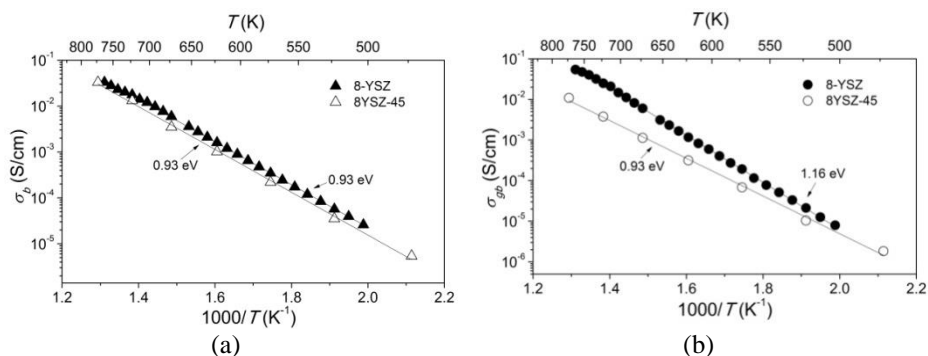 T (K)
800 750 700 650 600 550 500
10⁻¹
10⁻²
10⁻³
10⁻⁴
10⁻⁵
σb (S/cm)
8-YSZ
8YSZ-45
0.93 eV
0.93 eV
1.2 1.4 1.6 1.8 2.0 2.2
1000/T (K⁻¹)
(a)
T (K)
800 750 700 650 600 550 500
10⁻¹
10⁻²
10⁻³
10⁻⁴
10⁻⁵
10⁻⁶
σgb (S/cm)
8-YSZ
8YSZ-45
0.93 eV
1.16 eV
1.2 1.4 1.6 1.8 2.0 2.2
1000/T (K⁻¹)
(b)